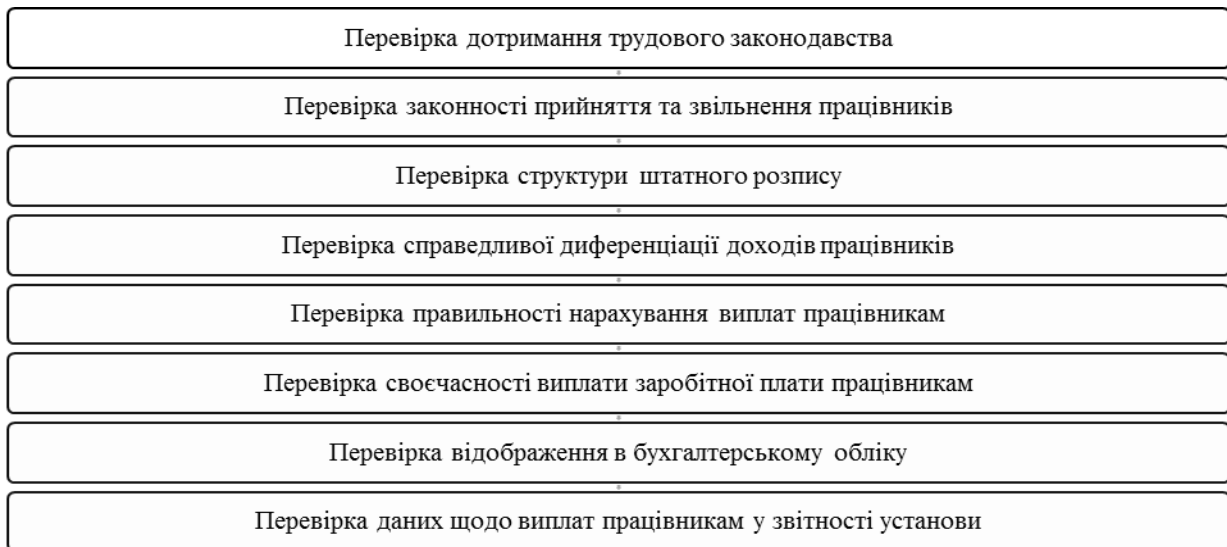 Перевірка дотримання трудового законодавства
Перевірка законності прийняття та звільнення працівників
Перевірка структури штатного розпису
Перевірка справедливої диференціації доходів працівників
Перевірка правильності нарахування виплат працівникам
Перевірка своєчасності виплати заробітної плати працівникам
Перевірка відображення в бухгалтерському обліку
Перевірка даних щодо виплат працівникам у звітності установи